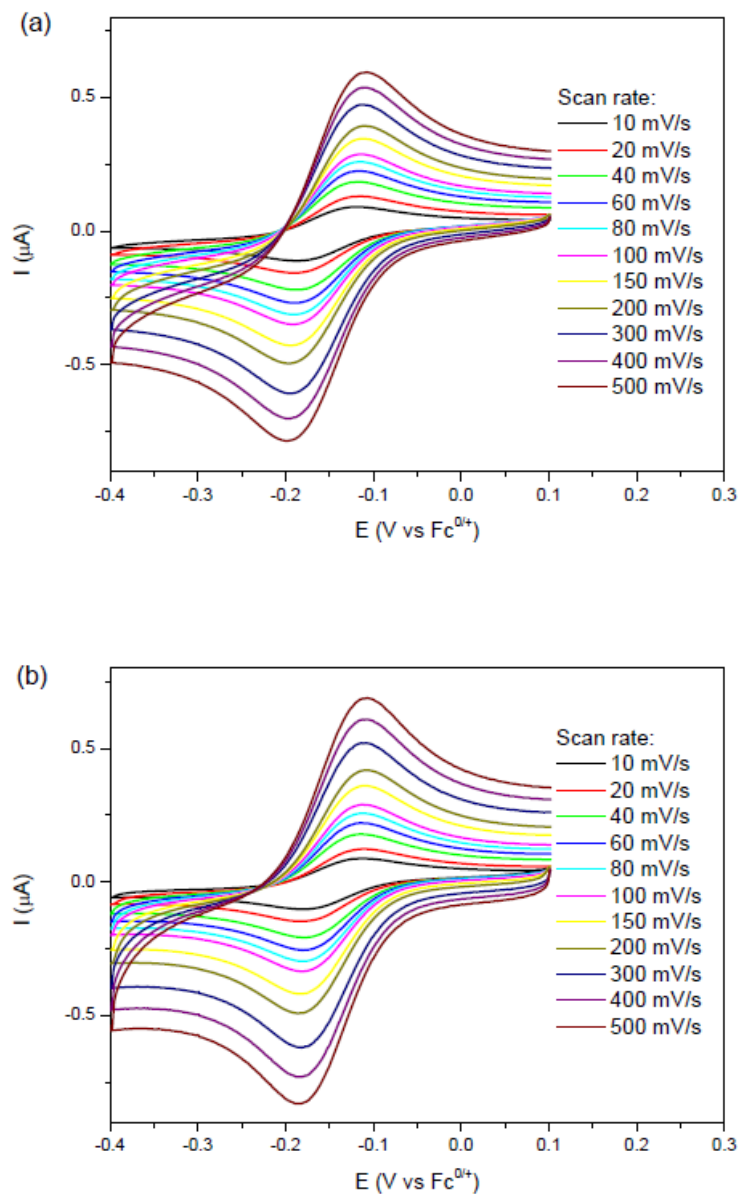 (a)
Scan rate:
10 mV/s
20 mV/s
40 mV/s
60 mV/s
80 mV/s
100 mV/s
150 mV/s
200 mV/s
300 mV/s
400 mV/s
500 mV/s
0.5
0.0
-0.5
I (μA)
-0.4 -0.3 -0.2 -0.1 0.0 0.1 0.2 0.3
E (V vs Fc⁰/⁺)
(b)
Scan rate:
10 mV/s
20 mV/s
40 mV/s
60 mV/s
80 mV/s
100 mV/s
150 mV/s
200 mV/s
300 mV/s
400 mV/s
500 mV/s
0.5
0.0
-0.5
I (μA)
-0.4 -0.3 -0.2 -0.1 0.0 0.1 0.2 0.3
E (V vs Fc⁰/⁺)